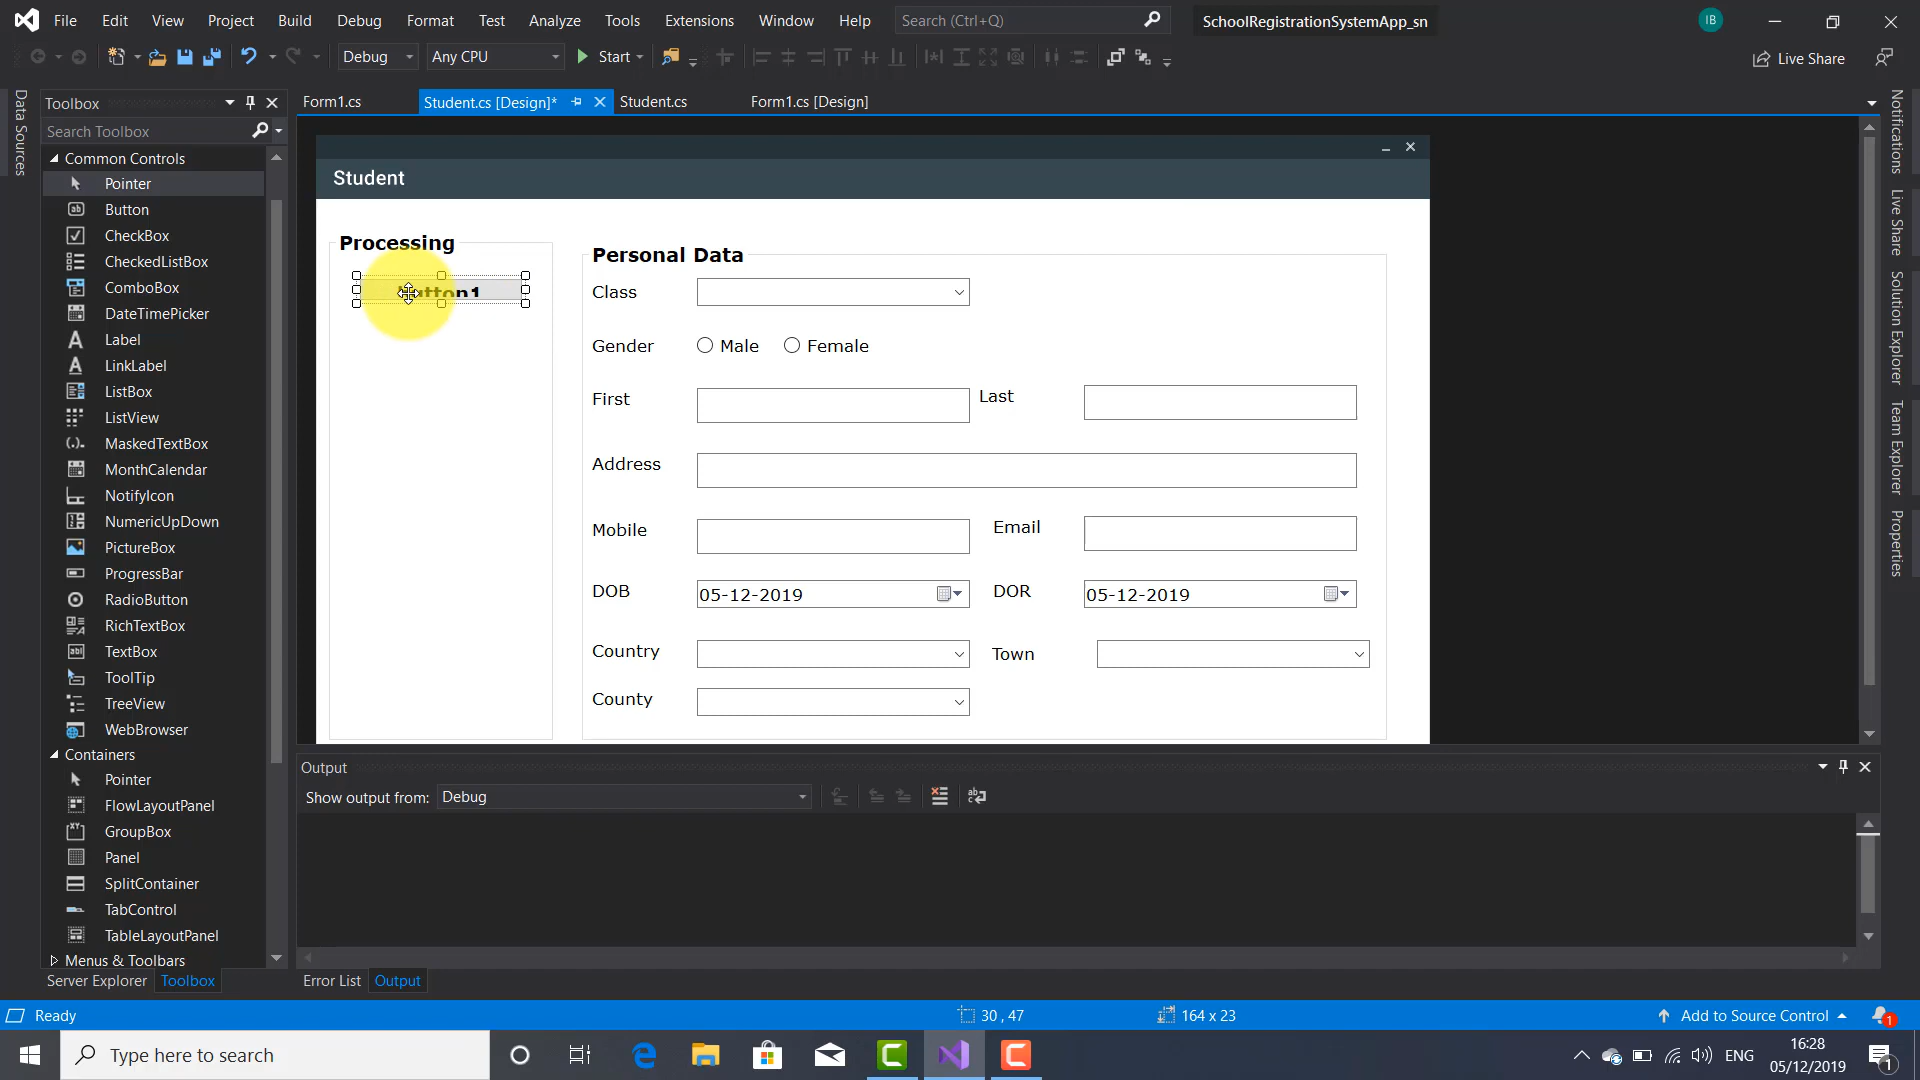 File Edit View Project Build Debug Format Test Analyze Tools Extensions Window Help Search (Ctrl+Q) SchoolRegistrationSystemApp_sn IB
Debug Any CPU Start Live Share
Data Sources
Toolbox
Search Toolbox
Common Controls
Pointer
Button
CheckBox
CheckedListBox
ComboBox
DateTimePicker
Label
LinkLabel
ListBox
ListView
MaskedTextBox
MonthCalendar
NotifyIcon
NumericUpDown
PictureBox
ProgressBar
RadioButton
RichTextBox
TextBox
ToolTip
TreeView
WebBrowser
Containers
Pointer
FlowLayoutPanel
GroupBox
Panel
SplitContainer
TabControl
TableLayoutPanel
Menus & Toolbars
Server Explorer Toolbox
Form1.cs Student.cs [Design]* Student.cs Form1.cs [Design]
Student
Processing
button1
Personal Data
Class
Gender Male Female
First Last
Address
Mobile Email
DOB 05-12-2019 DOR 05-12-2019
Country Town
County
Output
Show output from: Debug
Error List Output
Notifications
Live Share
Solution Explorer
Team Explorer
Properties
Ready 30 , 47 164 x 23 Add to Source Control 1
Type here to search ENG 16:28
05/12/2019 1